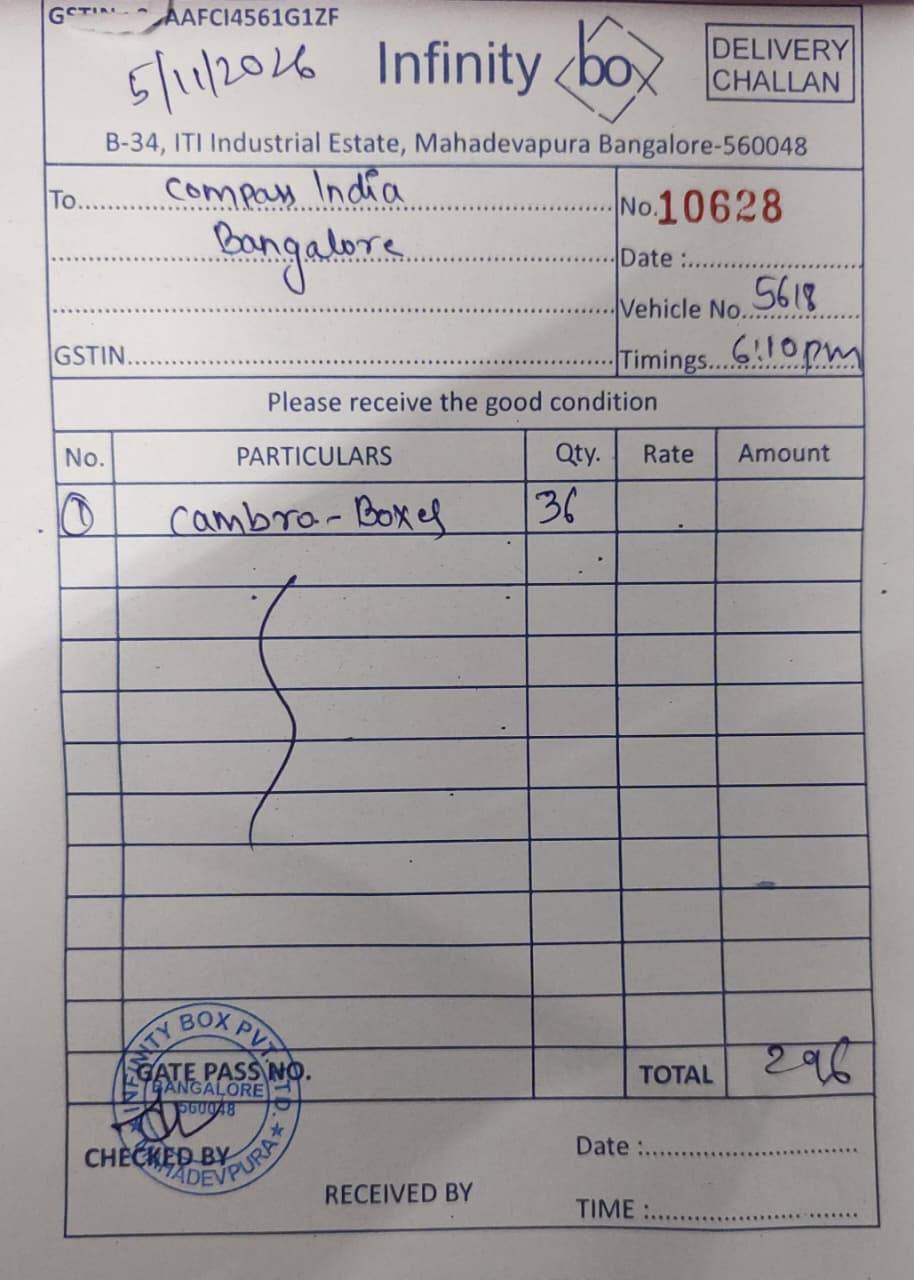 AAFCI4561G1ZF
5/11/2026
Infinity box
DELIVERY
CHALLAN
B-34, ITI Industrial Estate, Mahadevapura Bangalore-560048
To.......... Compass India
Bangalore
No.10628
Date :..........
Vehicle No...5618
GSTIN..........
Timings...6:10pm
Please receive the good condition
No. PARTICULARS Qty. Rate Amount
1 Cambro-Boxes 36
TOTAL 296
GATE PASS NO.
INFINITY BOX PVT. LTD.
BANGALORE
560048
MAHADEVPURA
CHECKED BY
RECEIVED BY
Date :..........
TIME :..........